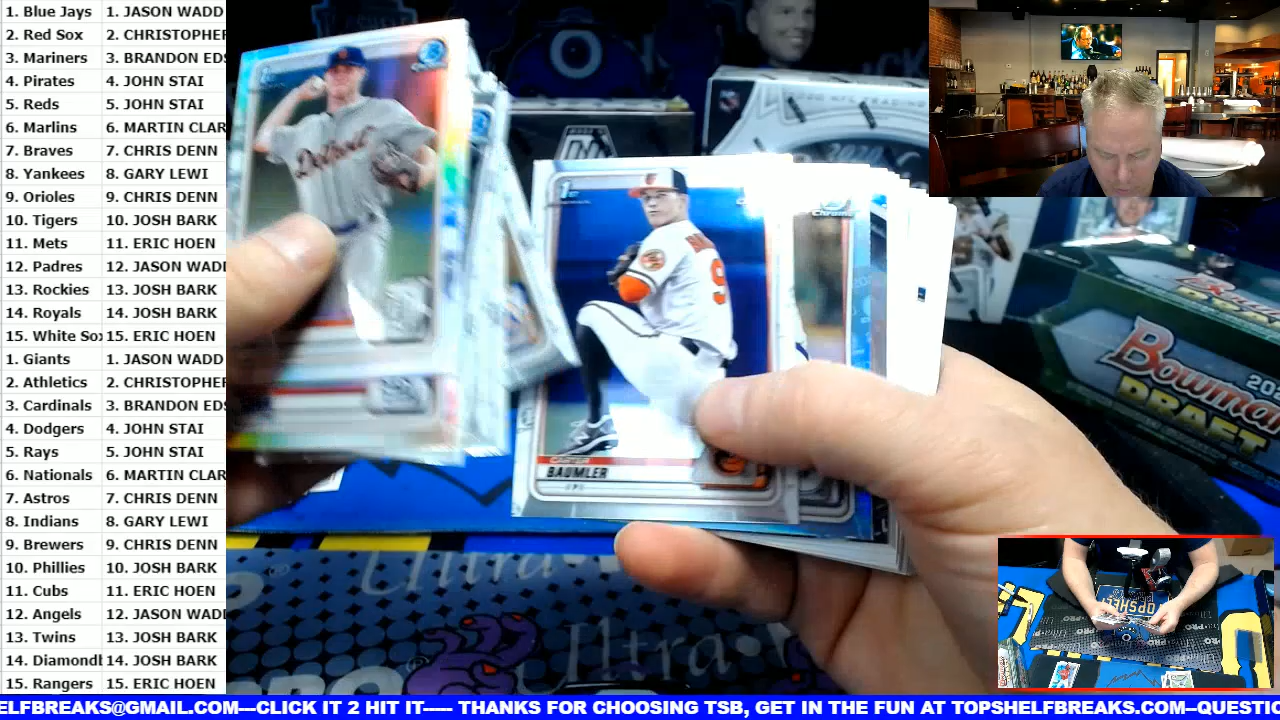 1. Blue Jays 1. JASON WADD
2. Red Sox 2. CHRISTOPHER
3. Mariners 3. BRANDON EDS
4. Pirates 4. JOHN STAI
5. Reds 5. JOHN STAI
6. Marlins 6. MARTIN CLAR
7. Braves 7. CHRIS DENN
8. Yankees 8. GARY LEWI
9. Orioles 9. CHRIS DENN
10. Tigers 10. JOSH BARK
11. Mets 11. ERIC HOEN
12. Padres 12. JASON WADD
13. Rockies 13. JOSH BARK
14. Royals 14. JOSH BARK
15. White Sox 15. ERIC HOEN
1. Giants 1. JASON WADD
2. Athletics 2. CHRISTOPHER
3. Cardinals 3. BRANDON EDS
4. Dodgers 4. JOHN STAI
5. Rays 5. JOHN STAI
6. Nationals 6. MARTIN CLAR
7. Astros 7. CHRIS DENN
8. Indians 8. GARY LEWI
9. Brewers 9. CHRIS DENN
10. Phillies 10. JOSH BARK
11. Cubs 11. ERIC HOEN
12. Angels 12. JASON WADD
13. Twins 13. JOSH BARK
14. Diamondl 14. JOSH BARK
15. Rangers 15. ERIC HOEN
Detroit
1ST
BAUMLER
Chrome
Bowman
DRAFT
Ultra
Ultra
ELFBREAKS@GMAIL.COM---CLICK IT 2 HIT IT----- THANKS FOR CHOOSING TSB, GET IN THE FUN AT TOPSHELFBREAKS.COM--QUESTIO